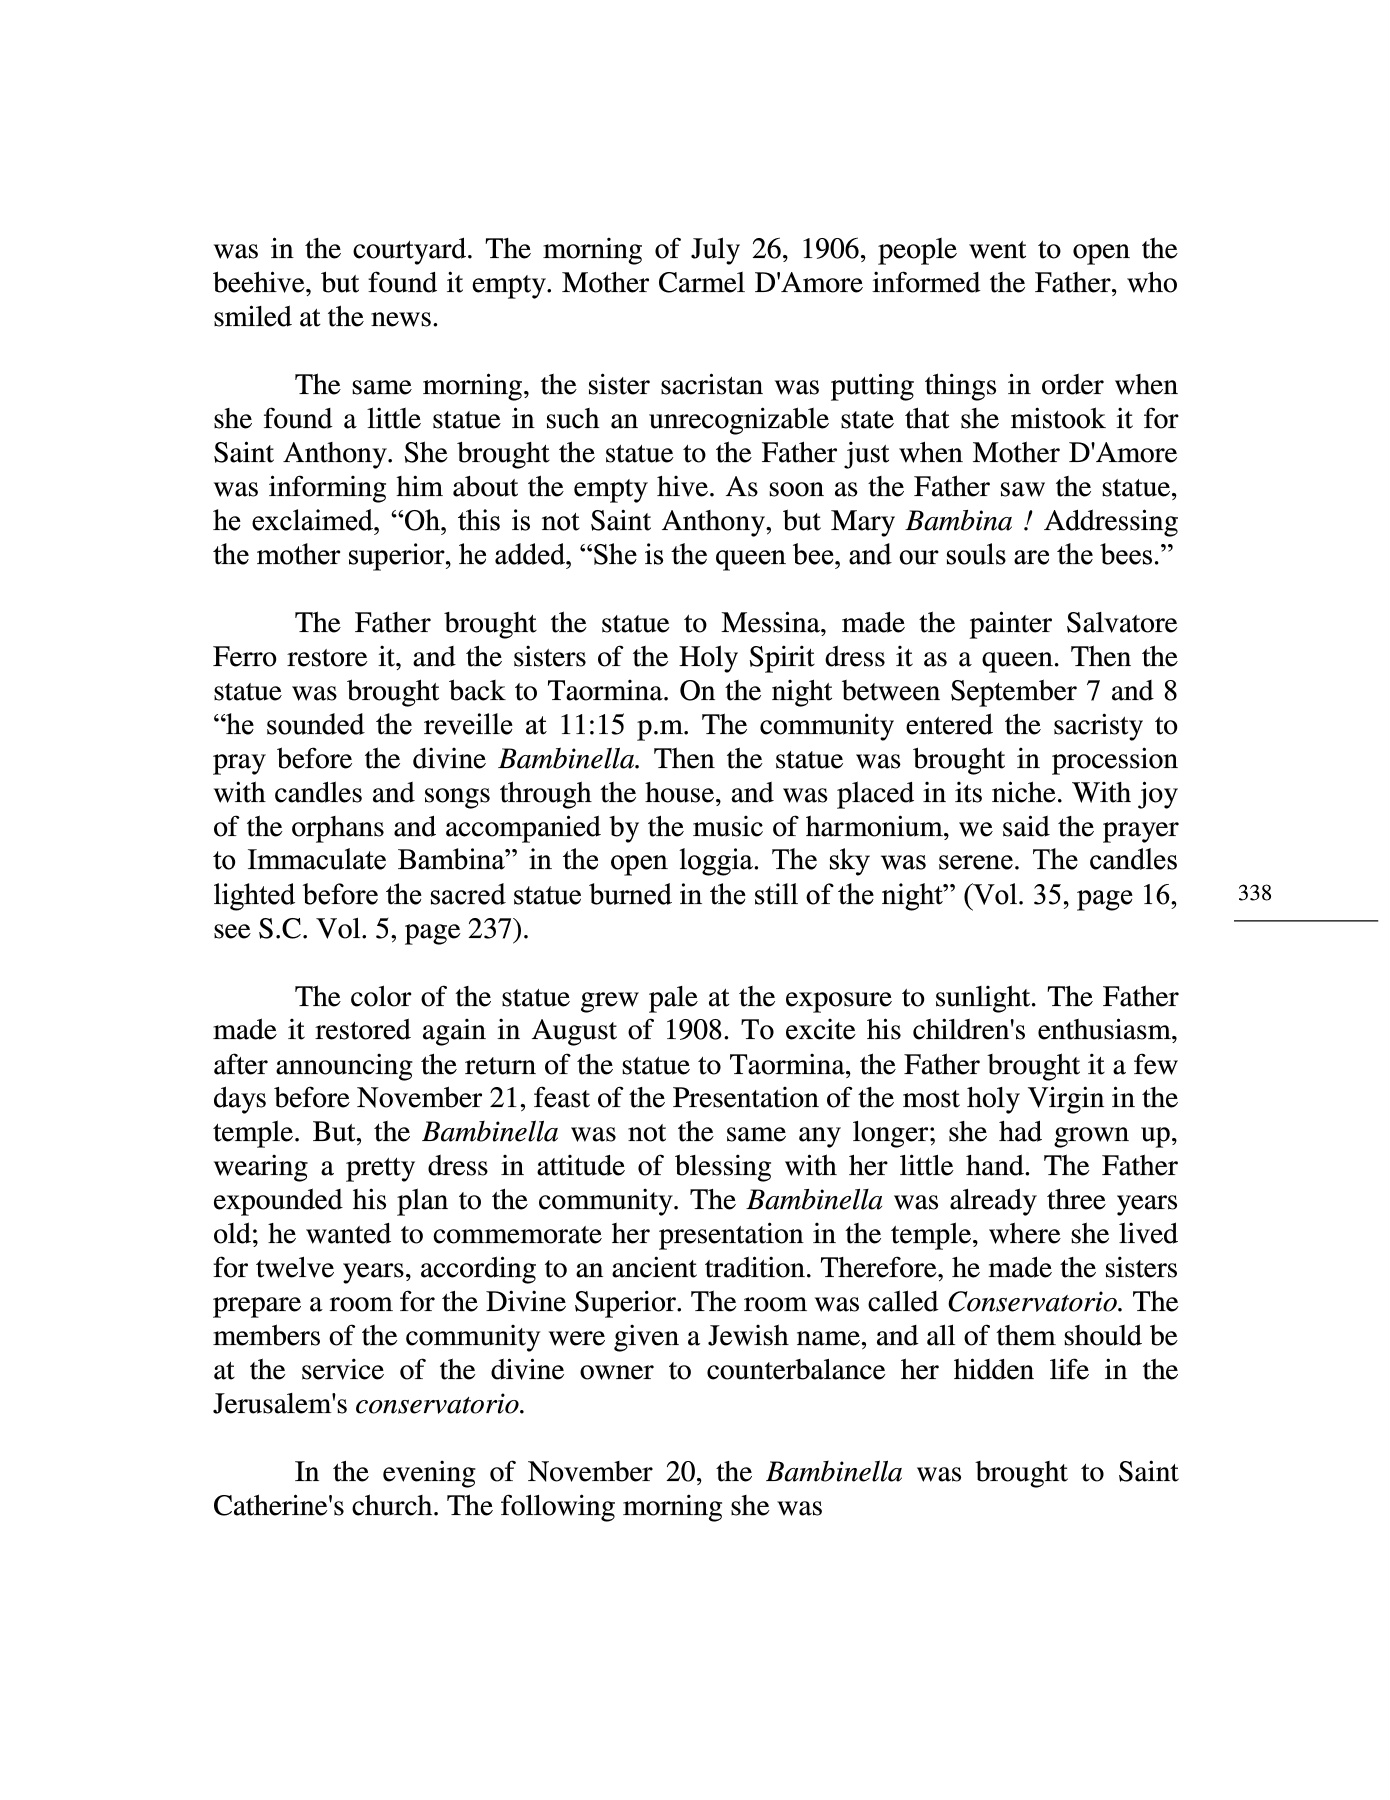 was in the courtyard. The morning of July 26, 1906, people went to open the
beehive, but found it empty. Mother Carmel D'Amore informed the Father, who
smiled at the news.
The same morning, the sister sacristan was putting things in order when
she found a little statue in such an unrecognizable state that she mistook it for
Saint Anthony. She brought the statue to the Father just when Mother D'Amore
was informing him about the empty hive. As soon as the Father saw the statue,
he exclaimed, “Oh, this is not Saint Anthony, but Mary Bambina ! Addressing
the mother superior, he added, “She is the queen bee, and our souls are the bees.”
The Father brought the statue to Messina, made the painter Salvatore
Ferro restore it, and the sisters of the Holy Spirit dress it as a queen. Then the
statue was brought back to Taormina. On the night between September 7 and 8
“he sounded the reveille at 11:15 p.m. The community entered the sacristy to
pray before the divine Bambinella. Then the statue was brought in procession
with candles and songs through the house, and was placed in its niche. With joy
of the orphans and accompanied by the music of harmonium, we said the prayer
to Immaculate Bambina” in the open loggia. The sky was serene. The candles
lighted before the sacred statue burned in the still of the night” (Vol. 35, page 16,
see S.C. Vol. 5, page 237).
338
The color of the statue grew pale at the exposure to sunlight. The Father
made it restored again in August of 1908. To excite his children's enthusiasm,
after announcing the return of the statue to Taormina, the Father brought it a few
days before November 21, feast of the Presentation of the most holy Virgin in the
temple. But, the Bambinella was not the same any longer; she had grown up,
wearing a pretty dress in attitude of blessing with her little hand. The Father
expounded his plan to the community. The Bambinella was already three years
old; he wanted to commemorate her presentation in the temple, where she lived
for twelve years, according to an ancient tradition. Therefore, he made the sisters
prepare a room for the Divine Superior. The room was called Conservatorio. The
members of the community were given a Jewish name, and all of them should be
at the service of the divine owner to counterbalance her hidden life in the
Jerusalem's conservatorio.
In the evening of November 20, the Bambinella was brought to Saint
Catherine's church. The following morning she was